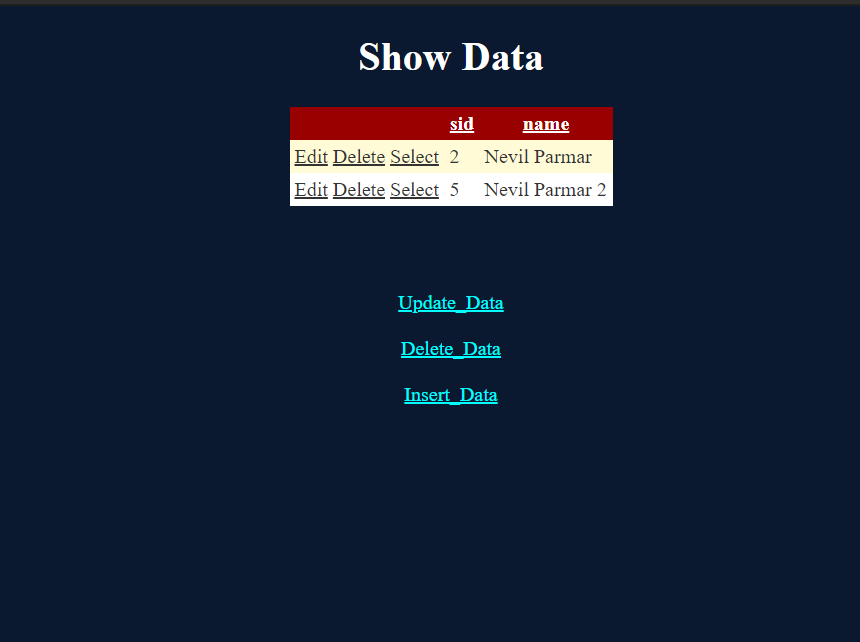 Show Data
sid name
Edit Delete Select 2 Nevil Parmar
Edit Delete Select 5 Nevil Parmar 2
Update_Data
Delete_Data
Insert_Data